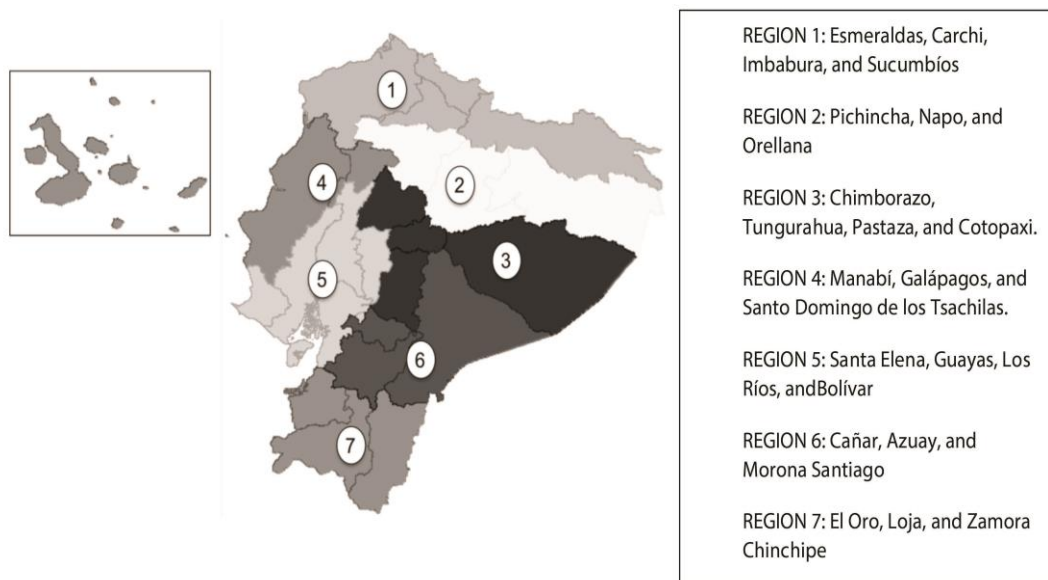 1
2
3
4
5
6
7
REGION 1: Esmeraldas, Carchi,
Imbabura, and Sucumbíos
REGION 2: Pichincha, Napo, and
Orellana
REGION 3: Chimborazo,
Tungurahua, Pastaza, and Cotopaxi.
REGION 4: Manabí, Galápagos, and
Santo Domingo de los Tsachilas.
REGION 5: Santa Elena, Guayas, Los
Ríos, andBolívar
REGION 6: Cañar, Azuay, and
Morona Santiago
REGION 7: El Oro, Loja, and Zamora
Chinchipe